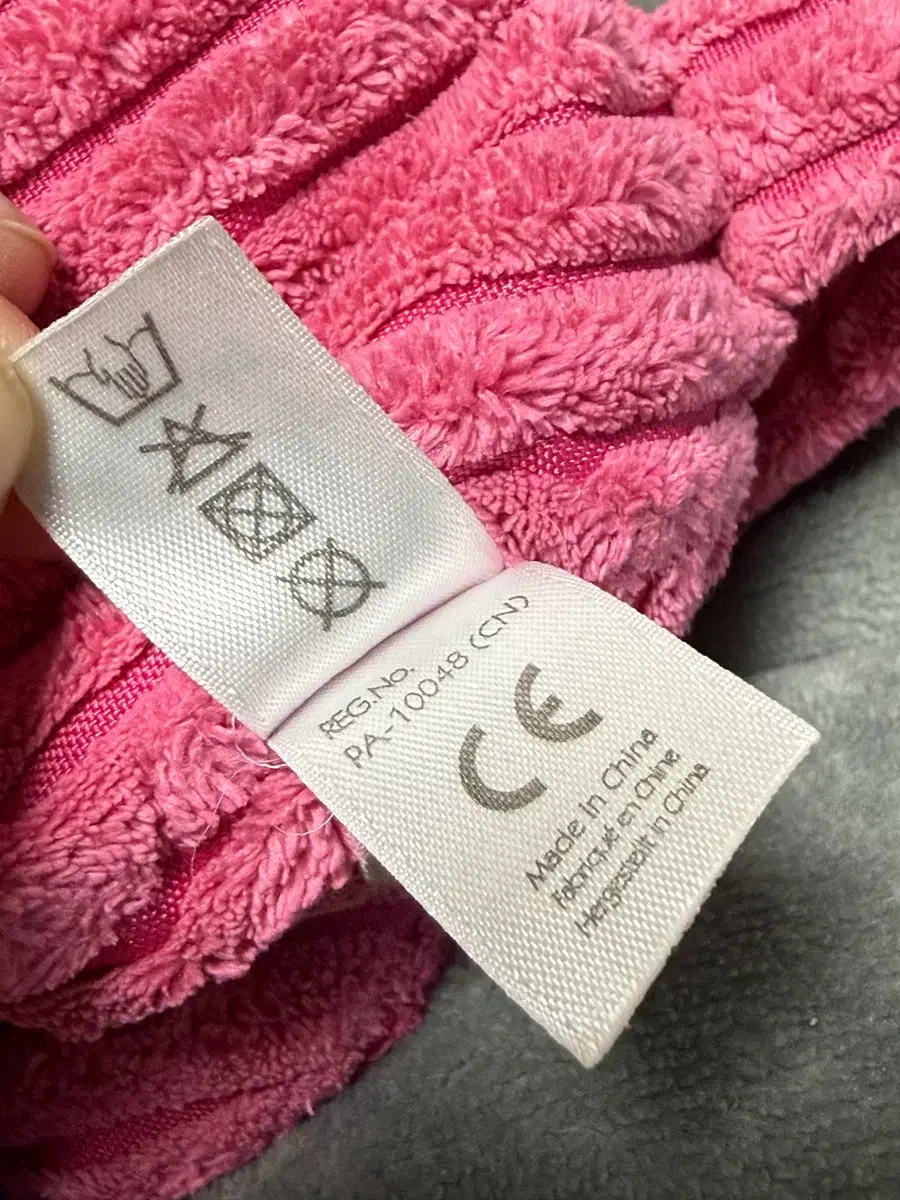 REG.No.
PA-10048 (CN)
CE
Made in China
Fabriqué en Chine
Hergestellt in China